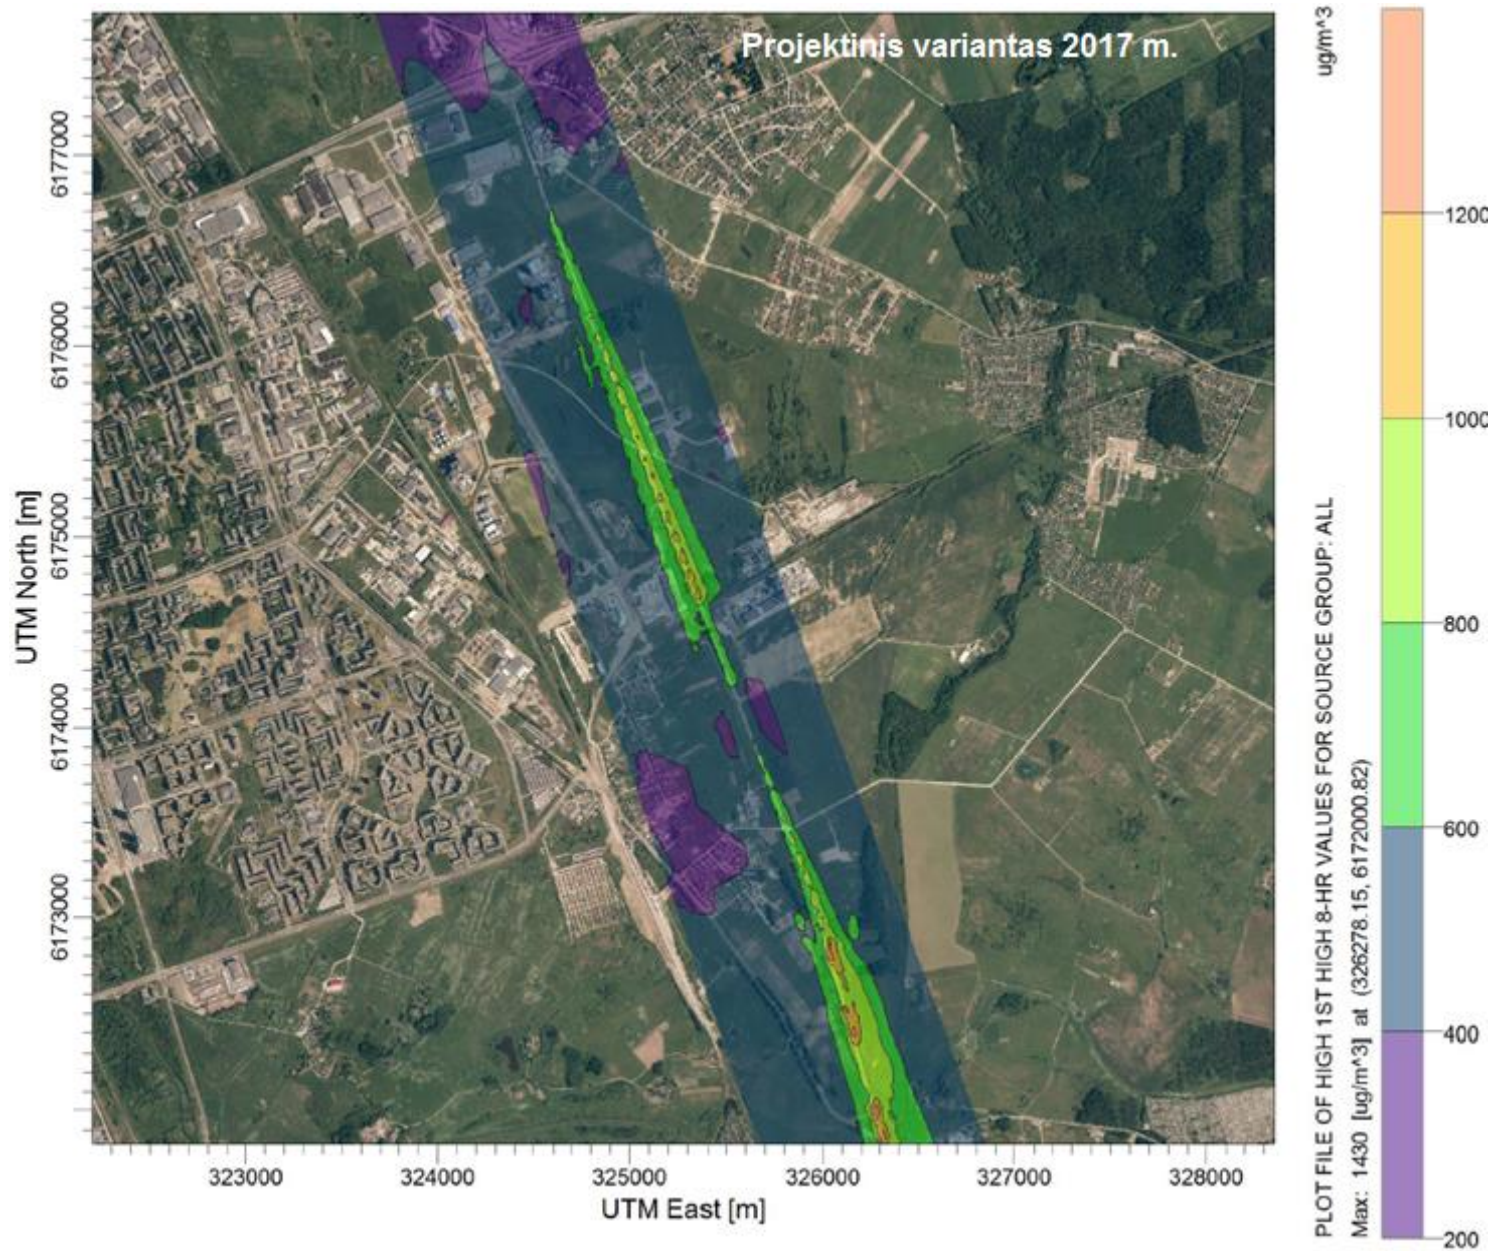 Projektinis variantas 2017 m.
ug/m^3
1200
1000
800
600
400
200
PLOT FILE OF HIGH 1ST HIGH 8-HR VALUES FOR SOURCE GROUP: ALL
Max: 1430 [ug/m^3] at (326278.15, 6172000.82)
UTM North [m]
6177000
6176000
6175000
6174000
6173000
323000
324000
325000
326000
327000
328000
UTM East [m]